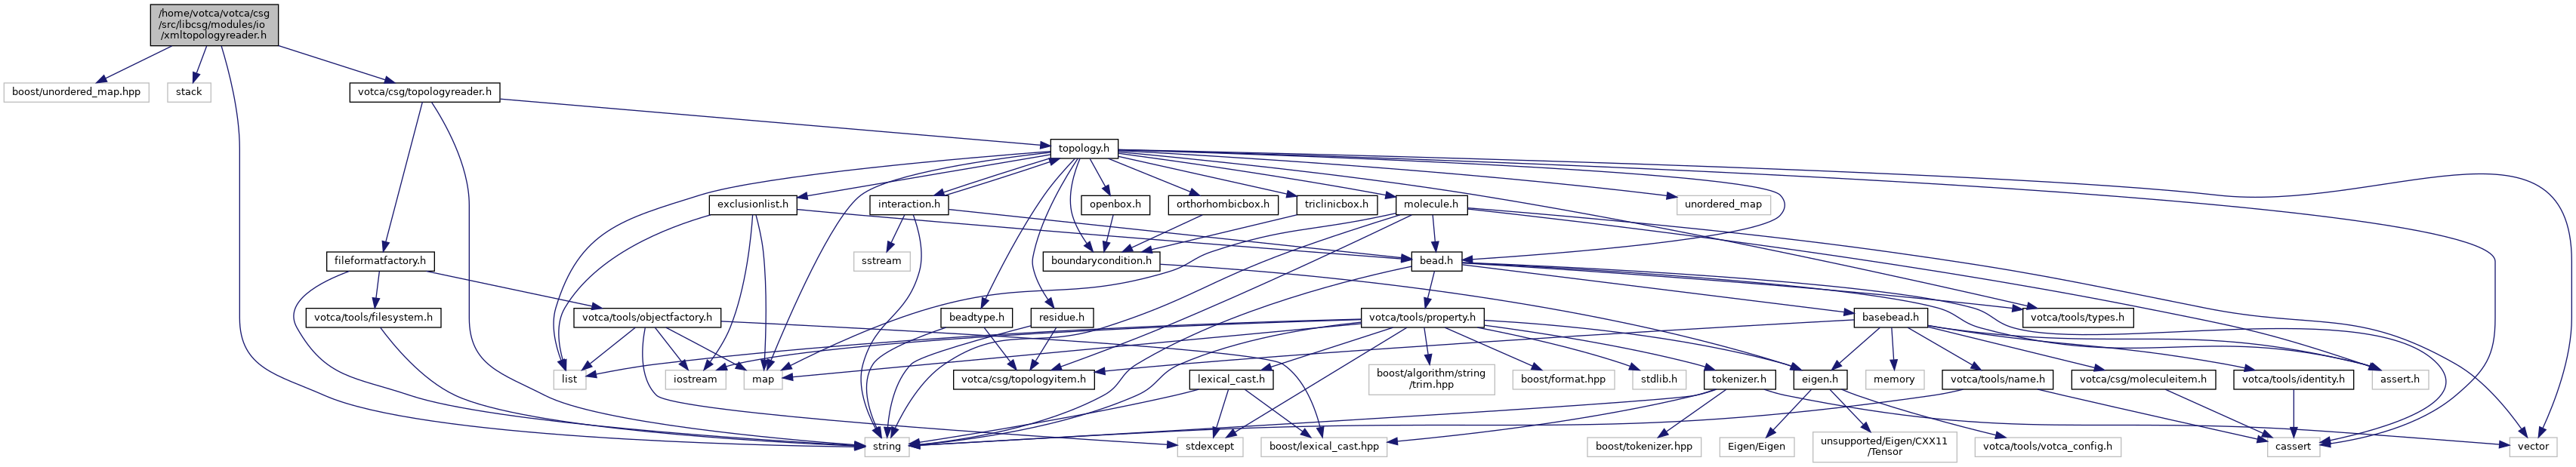 /home/votca/votca/csg
/src/libcsg/modules/io
/xmltopologyreader.h
boost/unordered_map.hpp
stack
votca/csg/topologyreader.h
topology.h
exclusionlist.h
interaction.h
openbox.h
orthorhombicbox.h
triclinicbox.h
molecule.h
unordered_map
fileformatfactory.h
sstream
boundarycondition.h
bead.h
votca/tools/filesystem.h
votca/tools/objectfactory.h
beadtype.h
residue.h
votca/tools/property.h
basebead.h
votca/tools/types.h
list
iostream
map
votca/csg/topologyitem.h
lexical_cast.h
boost/algorithm/string
/trim.hpp
boost/format.hpp
stdlib.h
tokenizer.h
eigen.h
memory
votca/tools/name.h
votca/csg/moleculeitem.h
votca/tools/identity.h
assert.h
string
stdexcept
boost/lexical_cast.hpp
boost/tokenizer.hpp
Eigen/Eigen
unsupported/Eigen/CXX11
/Tensor
votca/tools/votca_config.h
cassert
vector